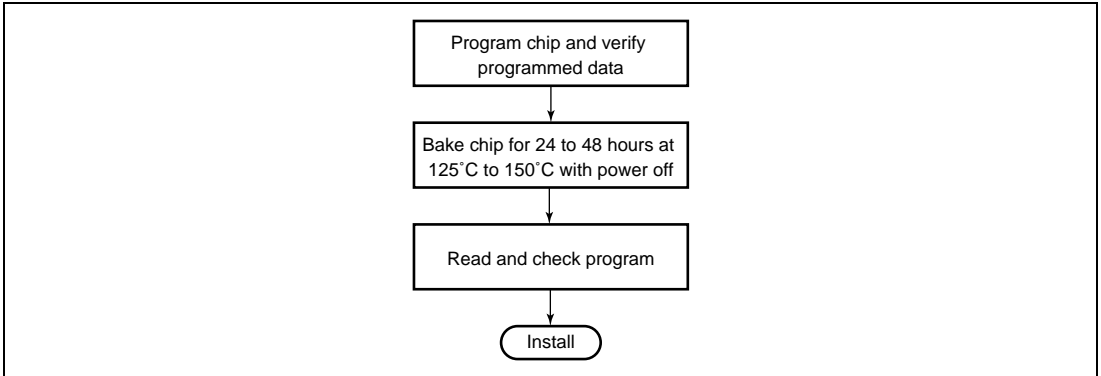 Program chip and verify
programmed data
Bake chip for 24 to 48 hours at
125˚C to 150˚C with power off
Read and check program
Install